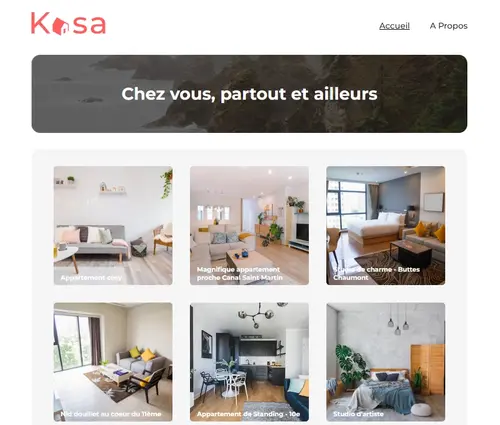 Kasa
Accueil
A Propos
Chez vous, partout et ailleurs
Appartement cosy
Magnifique appartement
proche Canal Saint Martin
Studio de charme - Buttes
Chaumont
Nid douillet au coeur du 11ème
Appartement de Standing - 10e
Studio d'artiste